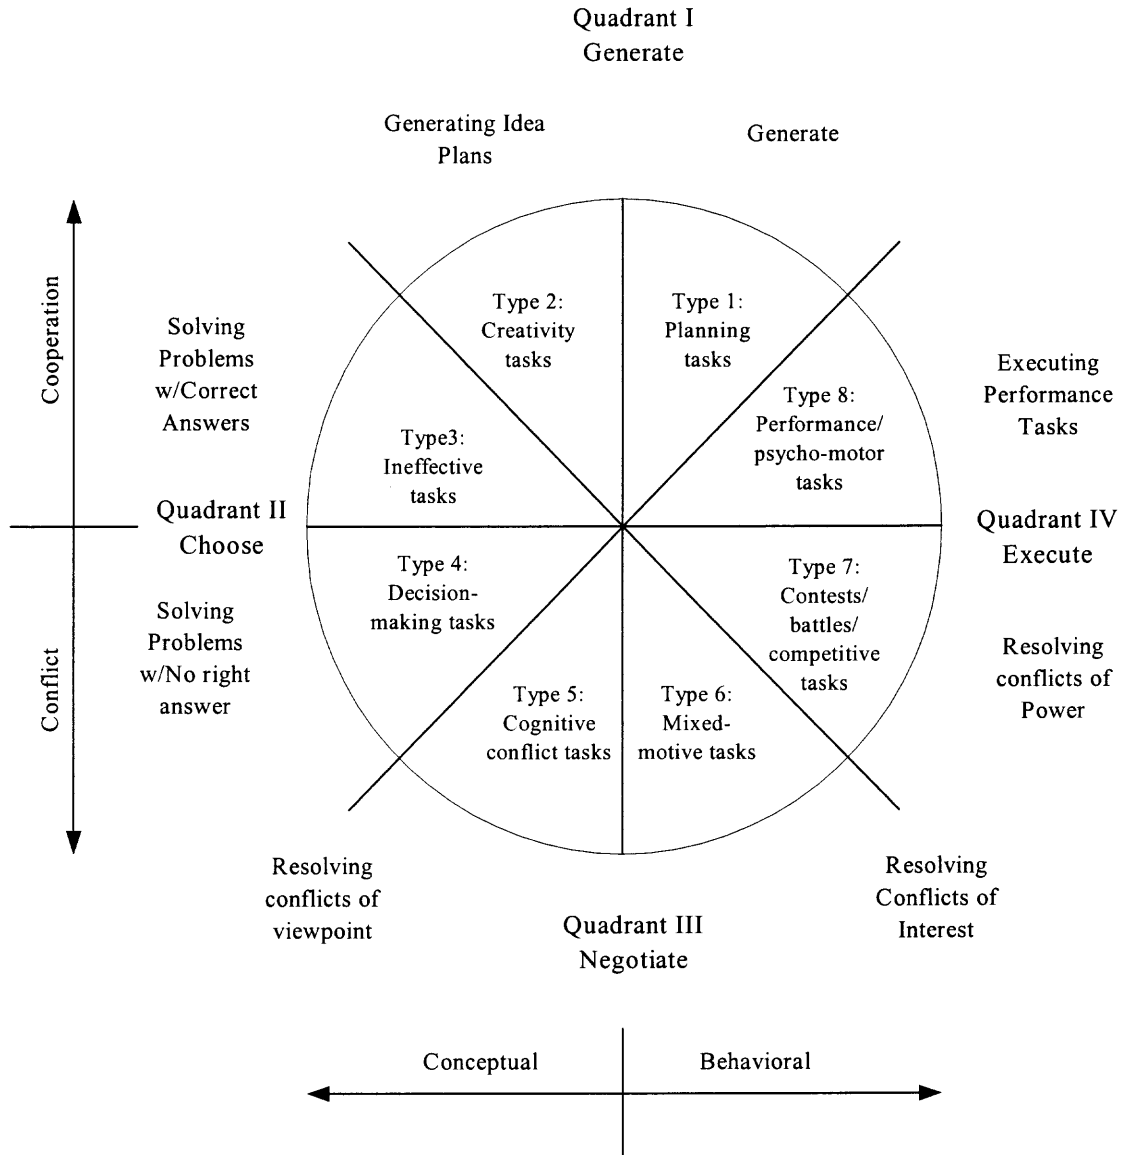 Quadrant I
Generate
Generating Idea
Plans
Generate
Type 2:
Creativity
tasks
Type 1:
Planning
tasks
Cooperation
Solving
Problems
w/Correct
Answers
Type3:
Ineffective
tasks
Type 8:
Performance/
psycho-motor
tasks
Executing
Performance
Tasks
Quadrant II
Choose
Quadrant IV
Execute
Type 4:
Decision-
making tasks
Type 7:
Contests/
battles/
competitive
tasks
Conflict
Solving
Problems
w/No right
answer
Resolving
conflicts of
Power
Type 5:
Cognitive
conflict tasks
Type 6:
Mixed-
motive tasks
Resolving
conflicts of
viewpoint
Resolving
Conflicts of
Interest
Quadrant III
Negotiate
Conceptual
Behavioral